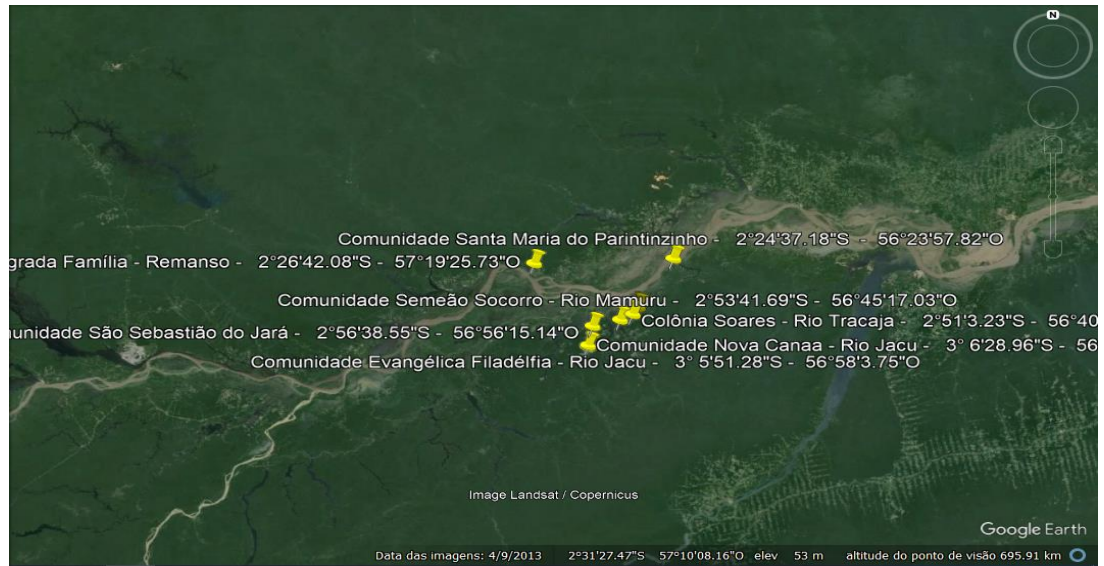 N
Comunidade Santa Maria do Parintinzinho - 2°24'37.18"S - 56°23'57.82"O
grada Família - Remanso - 2°26'42.08"S - 57°19'25.73"O
Comunidade Semeão Socorro - Rio Mamuru - 2°53'41.69"S - 56°45'17.03"O
Colônia Soares - Rio Tracaja - 2°51'3.23"S - 56°40
munidade São Sebastião do Jará - 2°56'38.55"S - 56°56'15.14"O
Comunidade Nova Canaa - Rio Jacu - 3° 6'28.96"S - 56
Comunidade Evangélica Filadélfia - Rio Jacu - 3° 5'51.28"S - 56°58'3.75"O
Image Landsat / Copernicus
Google Earth
Data das imagens: 4/9/2013 2°31'27.47"S 57°10'08.16"O elev 53 m altitude do ponto de visão 695.91 km